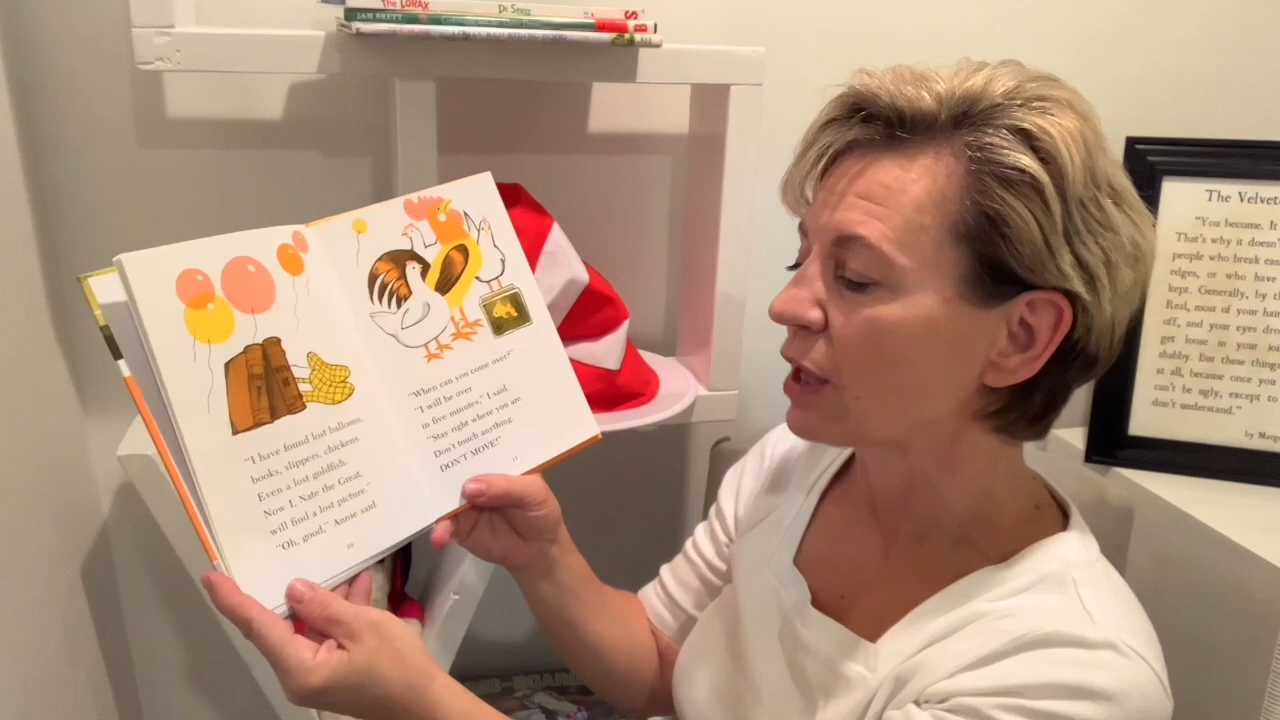 The LORAX Dr. Seuss
JAN BRETT
"I have found lost balloons,
books, slippers, chickens.
Even a lost goldfish.
Now I, Nate the Great,
will find a lost picture."
"Oh, good," Annie said.
10
"When can you come over?"
"I will be over
in five minutes," I said.
"Stay right where you are
Don't touch anything.
DON'T MOVE!"
11
The Velvet
"You become. It
That's why it doesn'
people who break eas
edges, or who have
kept. Generally, by t
Real, most of your hair
off, and your eyes dro
get loose in your joi
shabby. But these thing
at all, because once you
can't be ugly, except to
don't understand."
by Marg